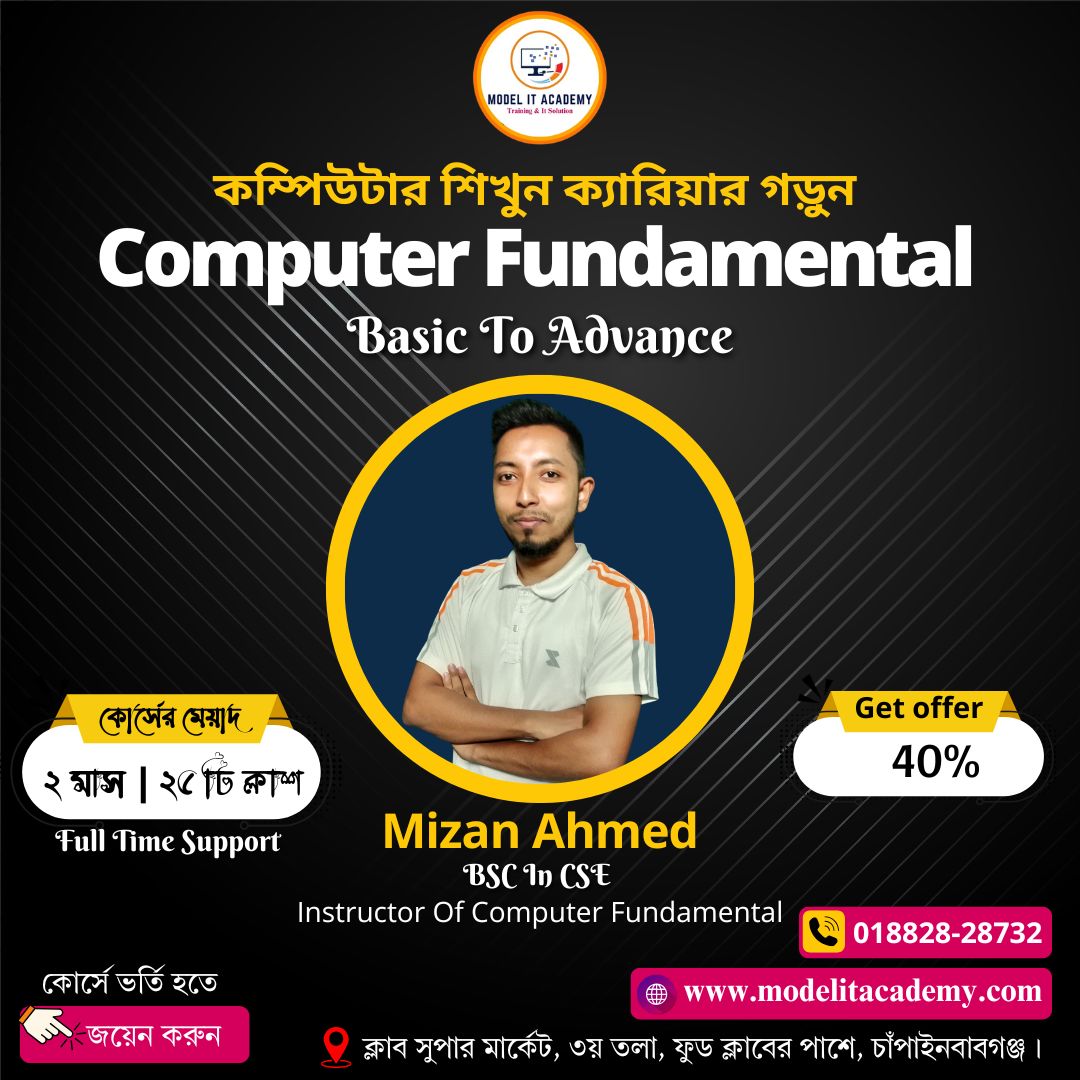 MODEL IT ACADEMY
Training & It Solution
কম্পিউটার শিখুন ক্যারিয়ার গড়ুন
Computer Fundamental
Basic To Advance
কোর্সের মেয়াদ
২ মাস | ২৫ টি ক্লাশ
Full Time Support
Get offer
40%
Mizan Ahmed
BSC In CSE
Instructor Of Computer Fundamental
018828-28732
www.modelitacademy.com
কোর্সে ভর্তি হতে
জয়েন করুন
ক্লাব সুপার মার্কেট, ৩য় তলা, ফুড ক্লাবের পাশে, চাঁপাইনবাবগঞ্জ।